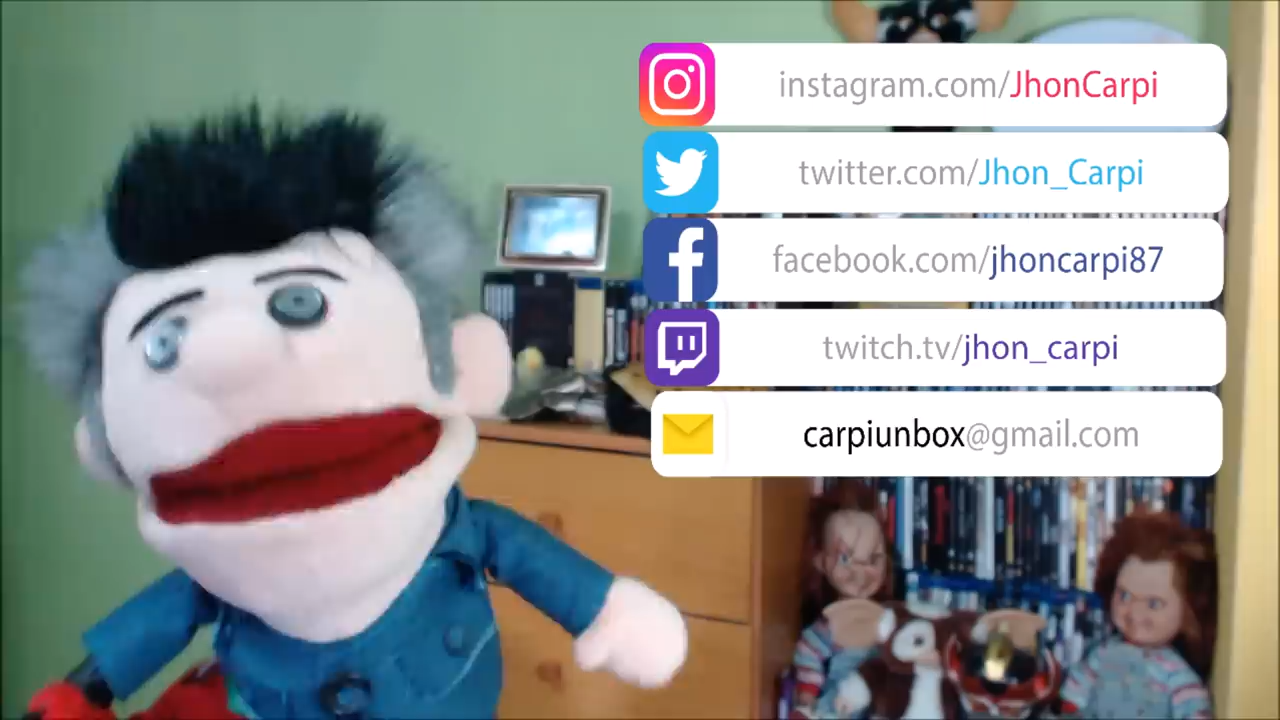 instagram.com/JhonCarpi
twitter.com/Jhon_Carpi
facebook.com/jhoncarpi87
twitch.tv/jhon_carpi
carpiunbox@gmail.com